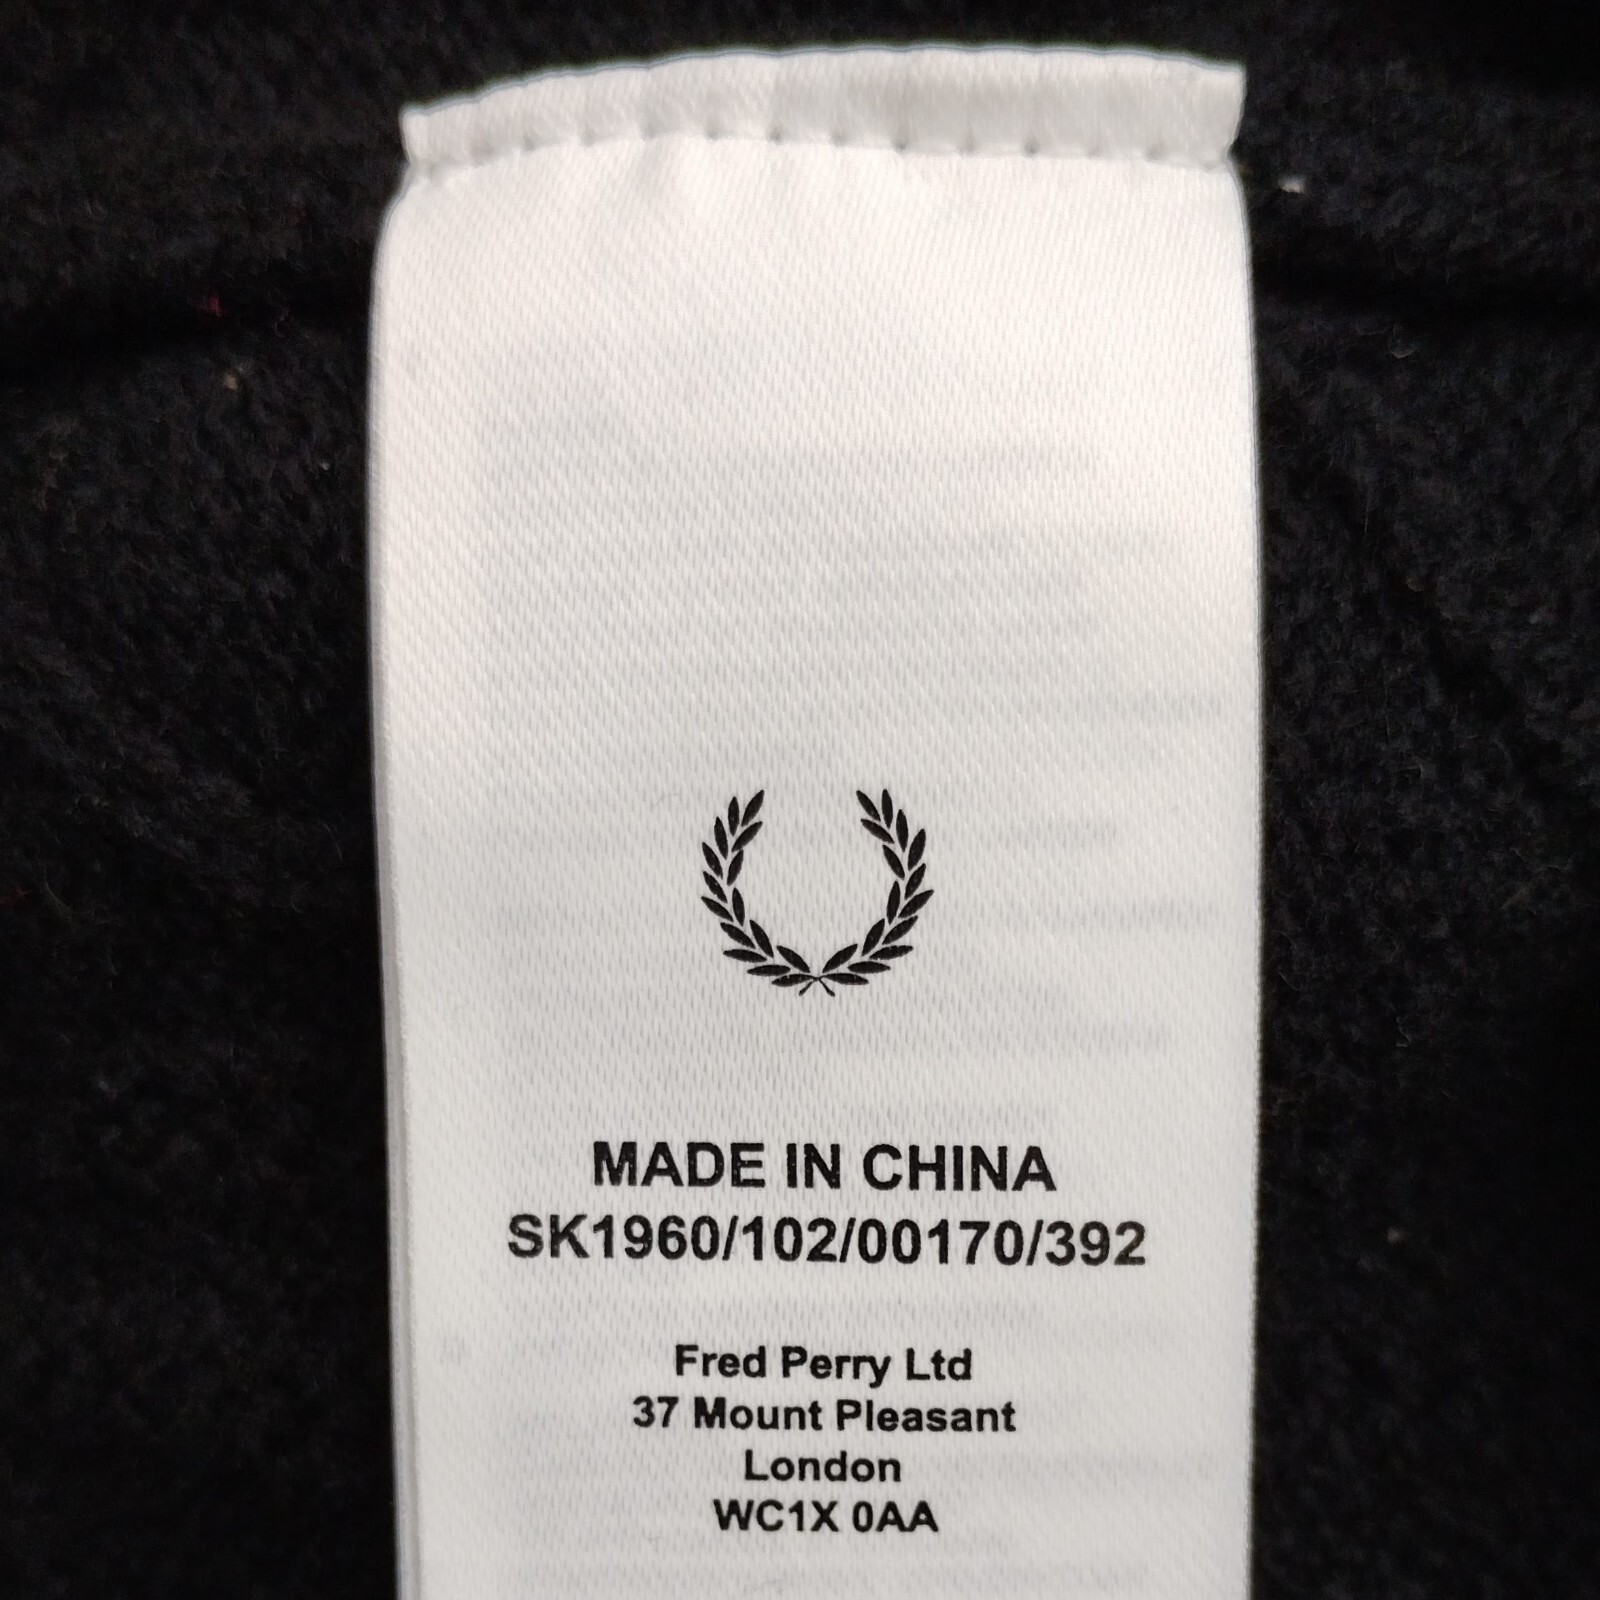 MADE IN CHINA
SK1960/102/00170/392
Fred Perry Ltd
37 Mount Pleasant
London
WC1X 0AA